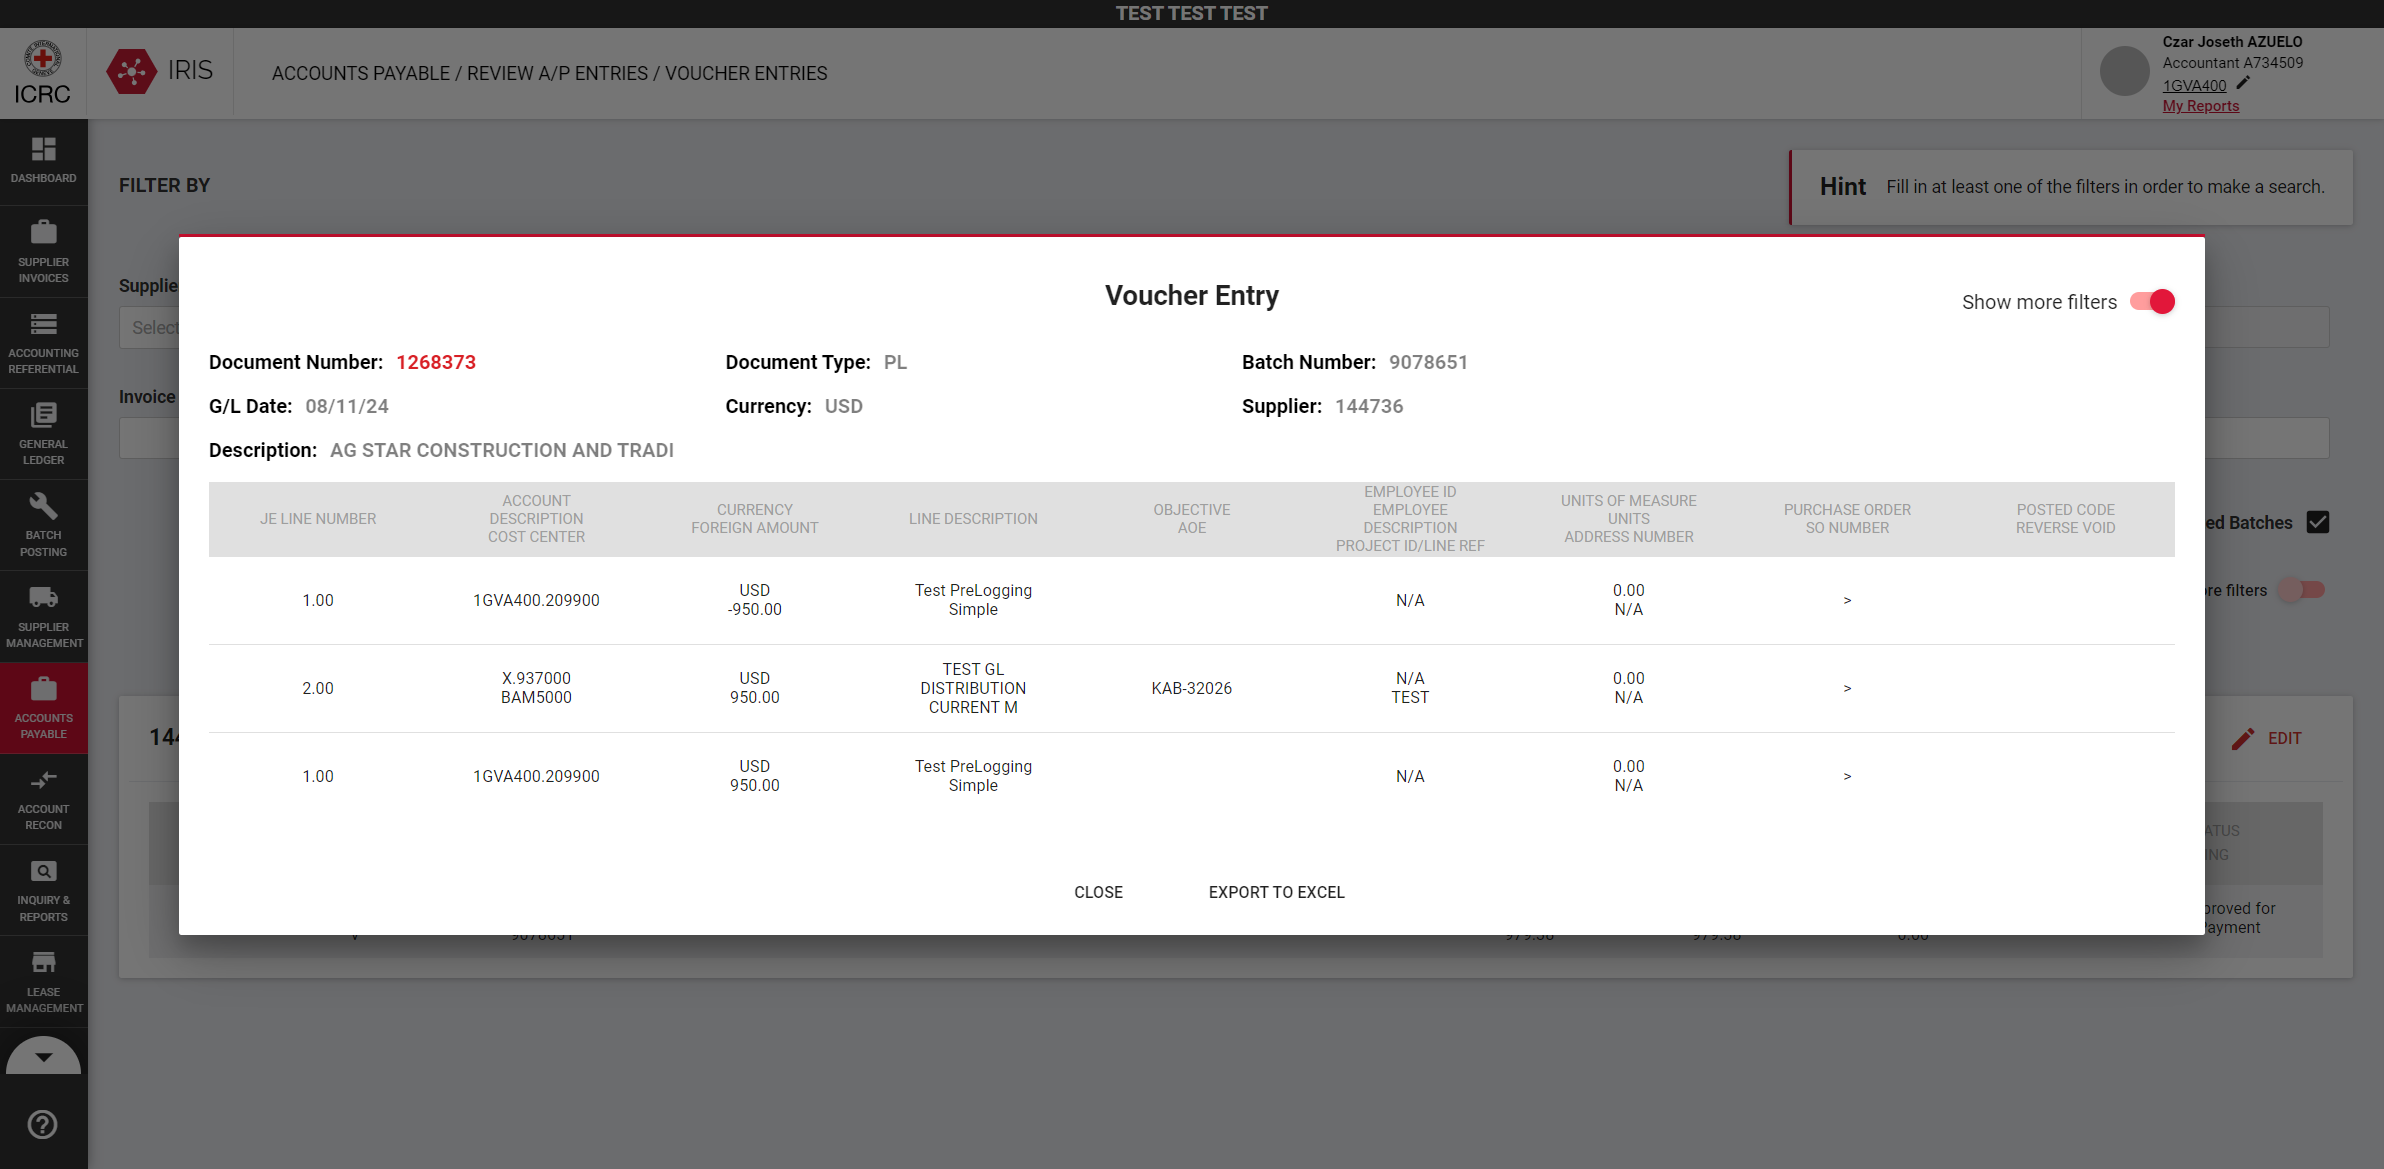 TEST TEST TEST
ICRC
IRIS
ACCOUNTS PAYABLE / REVIEW A/P ENTRIES / VOUCHER ENTRIES
Czar Joseth AZUELO
Accountant A734509
1GVA400
My Reports
DASHBOARD
SUPPLIER
INVOICES
ACCOUNTING
REFERENTIAL
GENERAL
LEDGER
BATCH
POSTING
SUPPLIER
MANAGEMENT
ACCOUNTS
PAYABLE
ACCOUNT
RECON
INQUIRY &
REPORTS
LEASE
MANAGEMENT
FILTER BY
Hint Fill in at least one of the filters in order to make a search.
Supplie
Select
Invoice
ed Batches
re filters
EDIT
Voucher Entry
Show more filters
Document Number: 1268373 Document Type: PL Batch Number: 9078651
G/L Date: 08/11/24 Currency: USD Supplier: 144736
Description: AG STAR CONSTRUCTION AND TRADI
JE LINE NUMBER
ACCOUNT
DESCRIPTION
COST CENTER
CURRENCY
FOREIGN AMOUNT
LINE DESCRIPTION
OBJECTIVE
AOE
EMPLOYEE ID
EMPLOYEE
DESCRIPTION
PROJECT ID/LINE REF
UNITS OF MEASURE
UNITS
ADDRESS NUMBER
PURCHASE ORDER
SO NUMBER
POSTED CODE
REVERSE VOID
1.00
1GVA400.209900
USD
-950.00
Test PreLogging
Simple
N/A
0.00
N/A
>
2.00
X.937000
BAM5000
USD
950.00
TEST GL
DISTRIBUTION
CURRENT M
KAB-32026
N/A
TEST
0.00
N/A
>
1.00
1GVA400.209900
USD
950.00
Test PreLogging
Simple
N/A
0.00
N/A
>
CLOSE EXPORT TO EXCEL
ATUS
ING
proved for
Payment